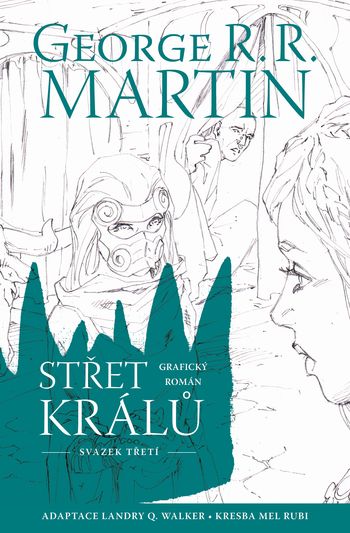 GEORGE R. R.
MARTIN
STŘET
GRAFICKÝ
ROMÁN
KRÁLŮ
SVAZEK TŘETÍ
ADAPTACE LANDRY Q. WALKER • KRESBA MEL RUBI